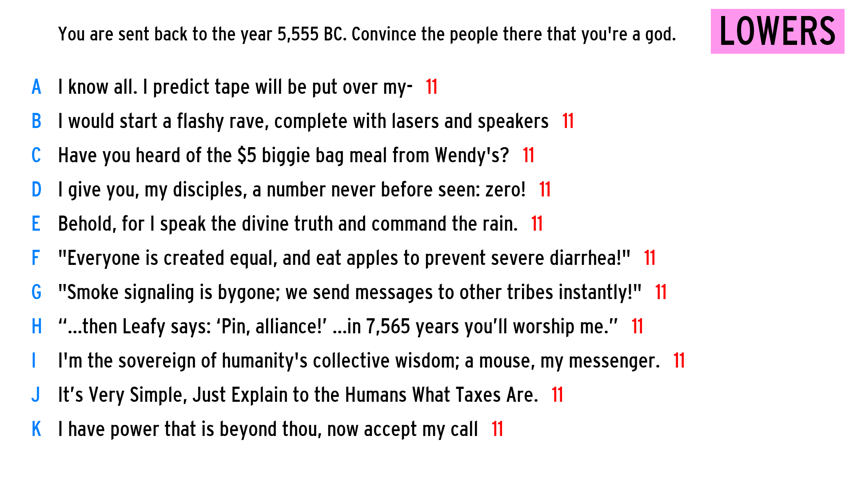 You are sent back to the year 5,555 BC. Convince the people there that you're a god.
LOWERS
A I know all. I predict tape will be put over my- 11
B I would start a flashy rave, complete with lasers and speakers 11
C Have you heard of the $5 biggie bag meal from Wendy's? 11
D I give you, my disciples, a number never before seen: zero! 11
E Behold, for I speak the divine truth and command the rain. 11
F "Everyone is created equal, and eat apples to prevent severe diarrhea!" 11
G "Smoke signaling is bygone; we send messages to other tribes instantly!" 11
H “...then Leafy says: ‘Pin, alliance!’ ...in 7,565 years you’ll worship me.” 11
I I'm the sovereign of humanity's collective wisdom; a mouse, my messenger. 11
J It’s Very Simple, Just Explain to the Humans What Taxes Are. 11
K I have power that is beyond thou, now accept my call 11